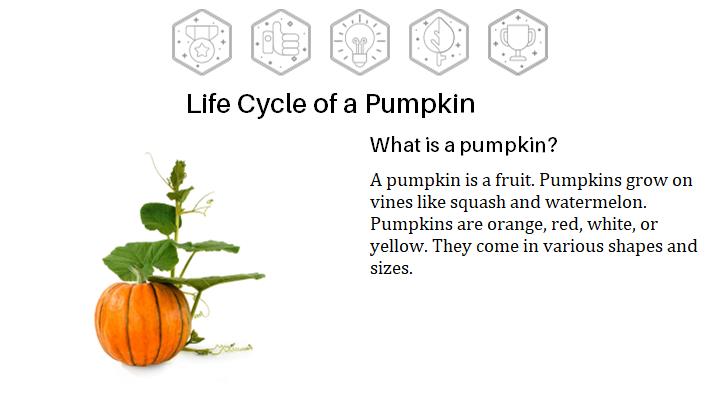 Life Cycle of a Pumpkin
What is a pumpkin?
A pumpkin is a fruit. Pumpkins grow on
vines like squash and watermelon.
Pumpkins are orange, red, white, or
yellow. They come in various shapes and
sizes.